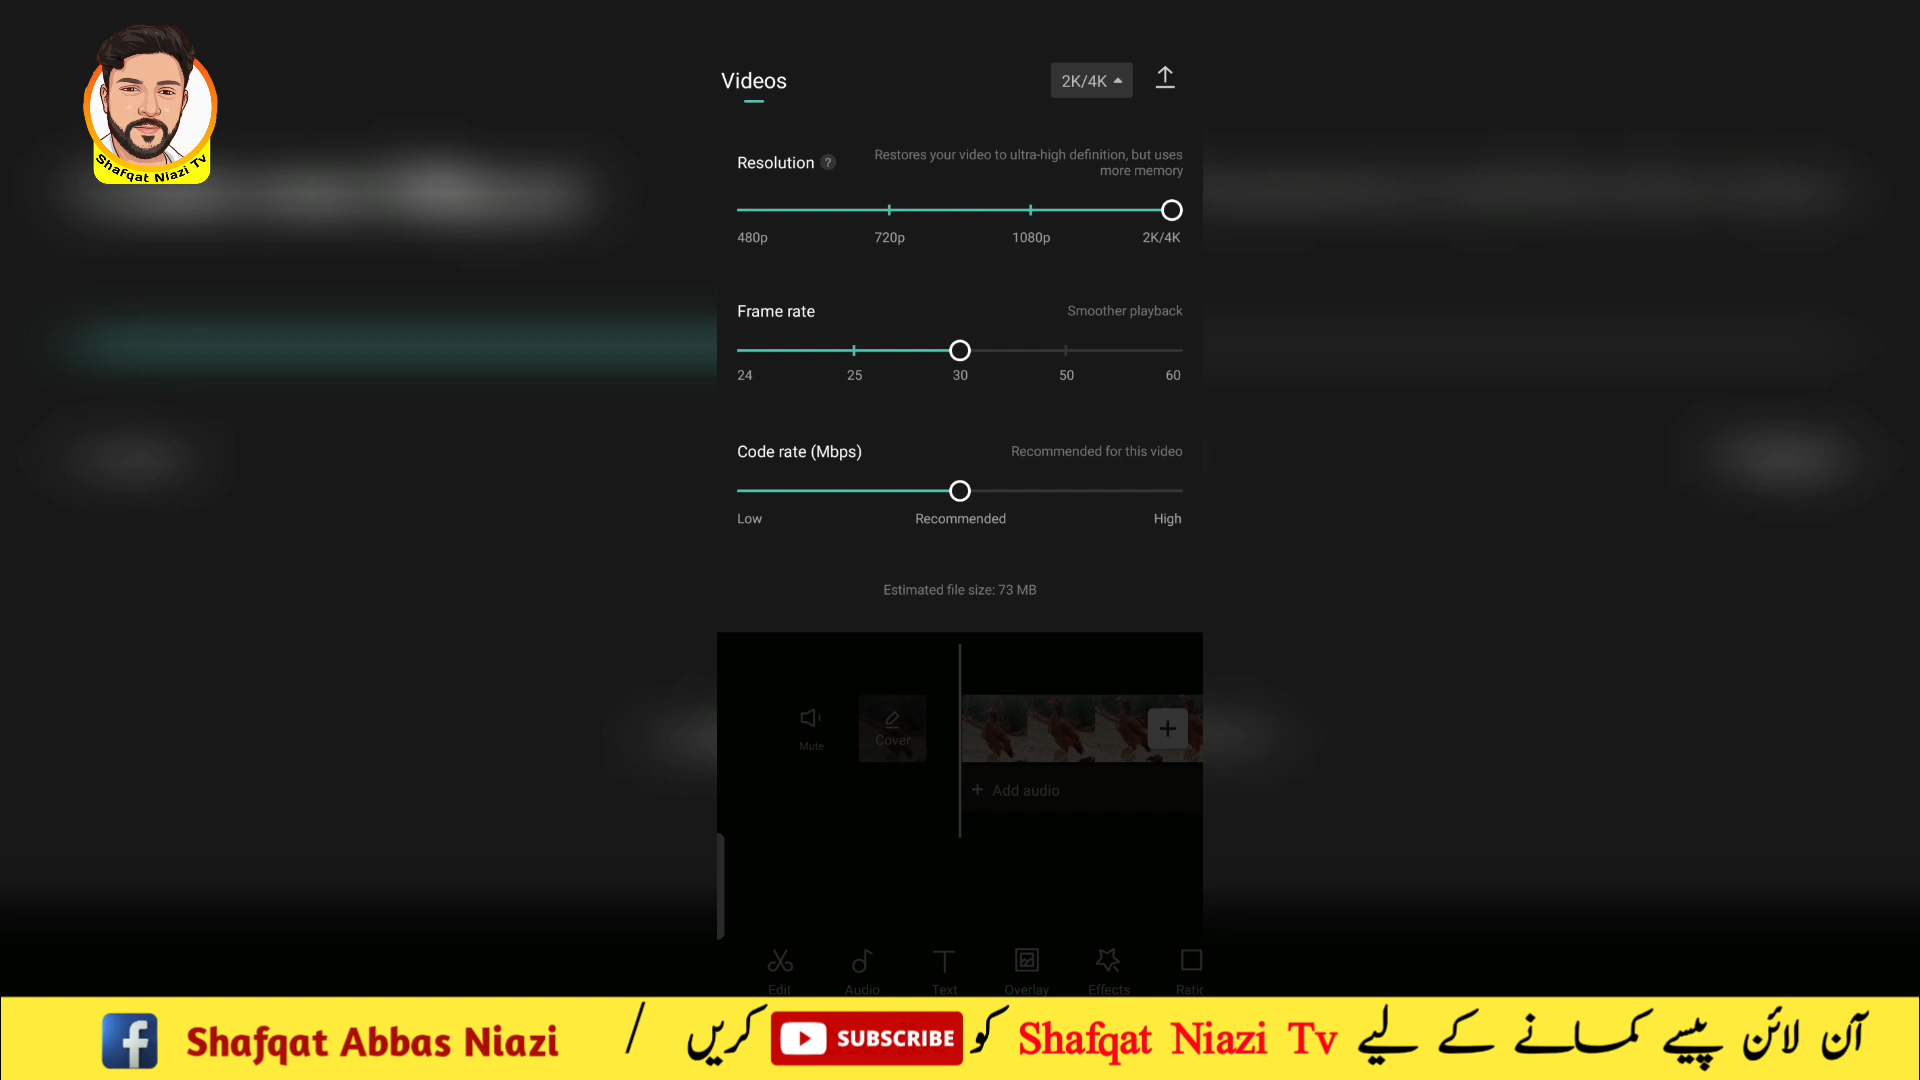 Shafqat Niazi Tv
Videos
2K/4K
Resolution ?
Restores your video to ultra-high definition, but uses
more memory
480p 720p 1080p 2K/4K
Frame rate
Smoother playback
24 25 30 50 60
Code rate (Mbps)
Recommended for this video
Low Recommended High
Estimated file size: 73 MB
Mute
Cover
+ Add audio
Edit Audio Text Overlay Effects Ratio
Shafqat Abbas Niazi / آن لائن پیسے کمانے کے لیے Shafqat Niazi Tv کو SUBSCRIBE کریں